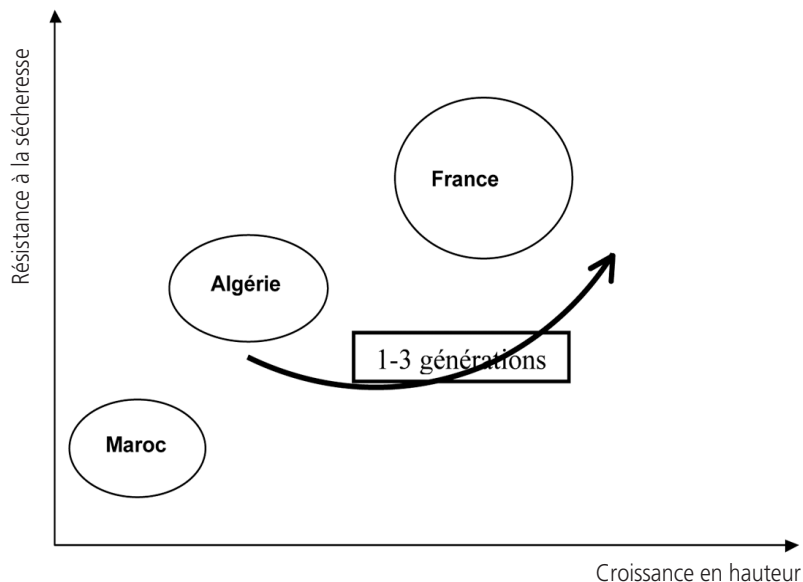 Résistance à la sécheresse
France
Algérie
1-3 générations
Maroc
Croissance en hauteur